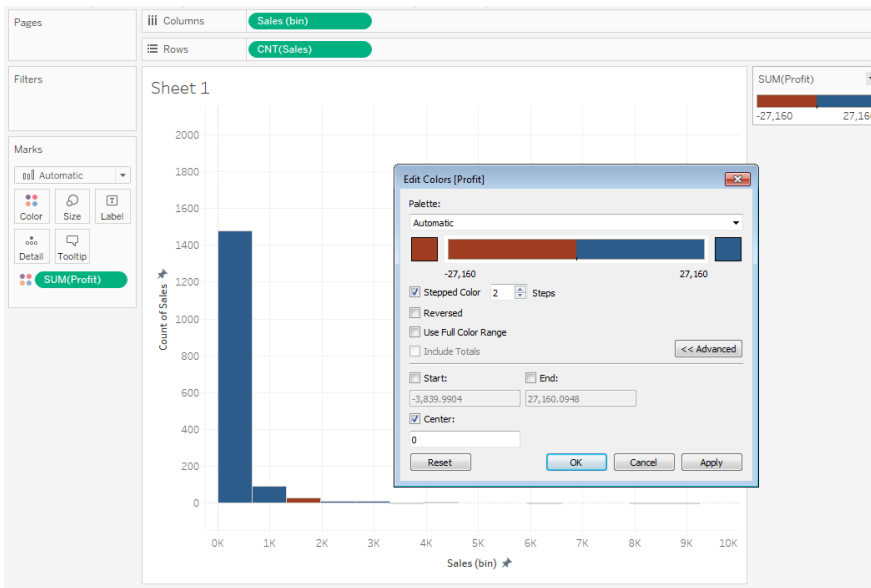 Pages
Columns
Sales (bin)
Rows
CNT(Sales)
Filters
Marks
Automatic
Color
Size
Label
Detail
Tooltip
SUM(Profit)
Sheet 1
2000
1800
1600
1400
1200
1000
800
600
400
200
0
Count of Sales
0K 1K 2K 3K 4K 5K 6K 7K 8K 9K 10K
Sales (bin)
Edit Colors [Profit]
Palette:
Automatic
-27,160 27,160
Stepped Color 2 Steps
Reversed
Use Full Color Range
Include Totals
<< Advanced
Start: End:
-3,839.9904 27,160.0948
Center:
0
Reset OK Cancel Apply
SUM(Profit)
-27,160 27,160